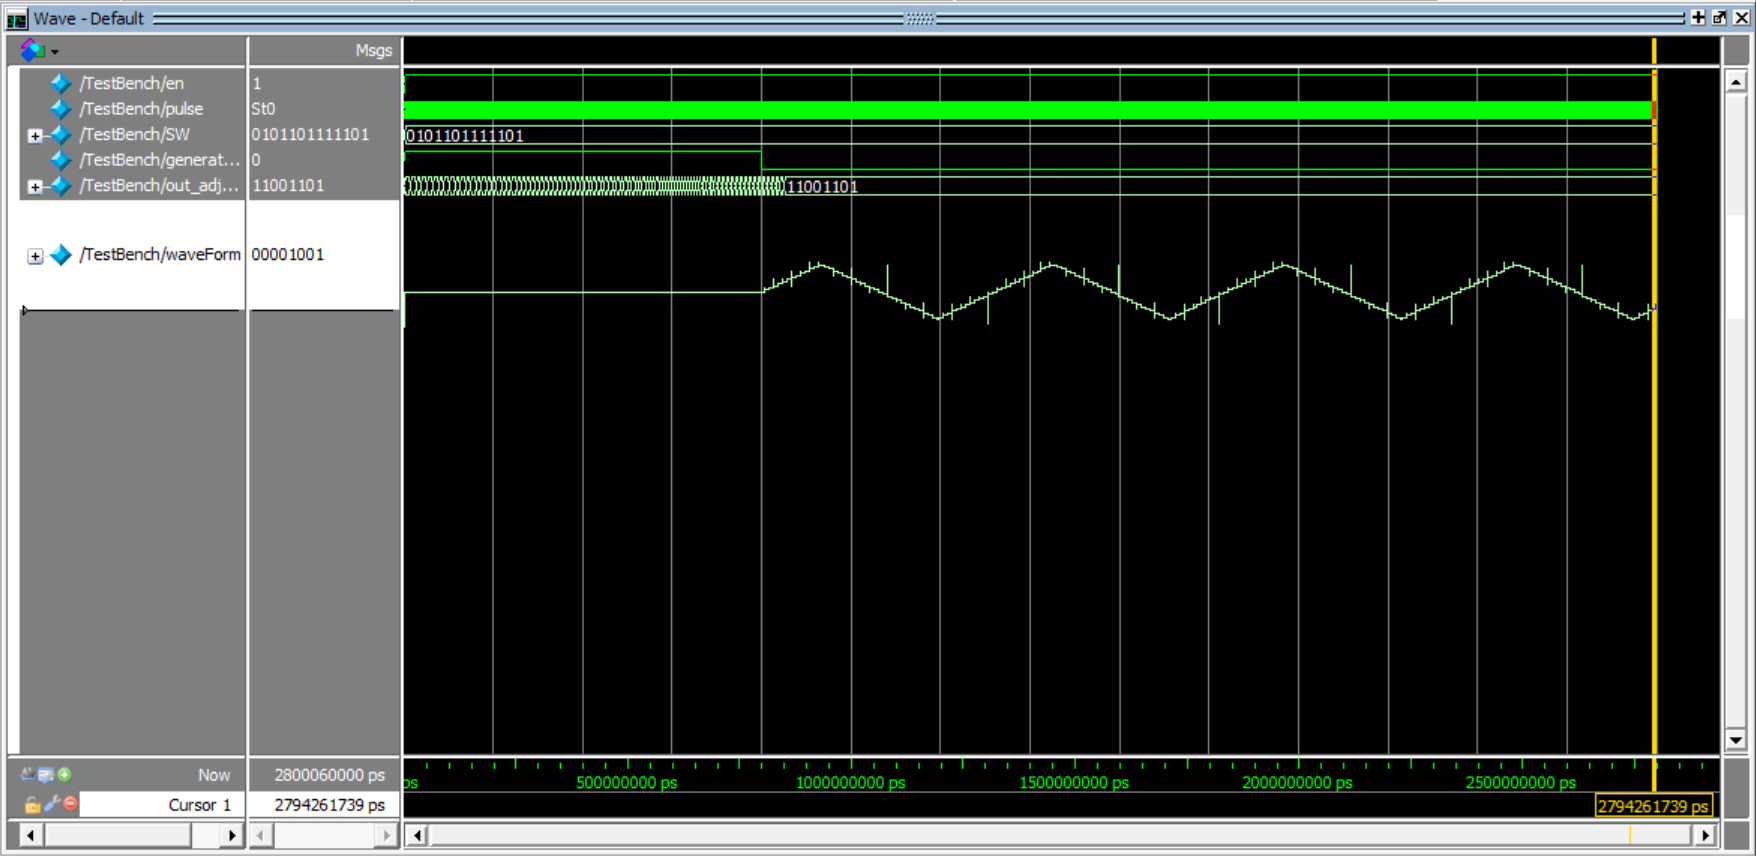 Wave - Default
Msgs
/TestBench/en 1
/TestBench/pulse St0
/TestBench/SW 0101101111101 0101101111101
/TestBench/generat... 0
/TestBench/out_adj... 11001101 11001101
/TestBench/waveForm 00001001
Now 2800060000 ps ps 500000000 ps 1000000000 ps 1500000000 ps 2000000000 ps 2500000000 ps
Cursor 1 2794261739 ps 2794261739 ps